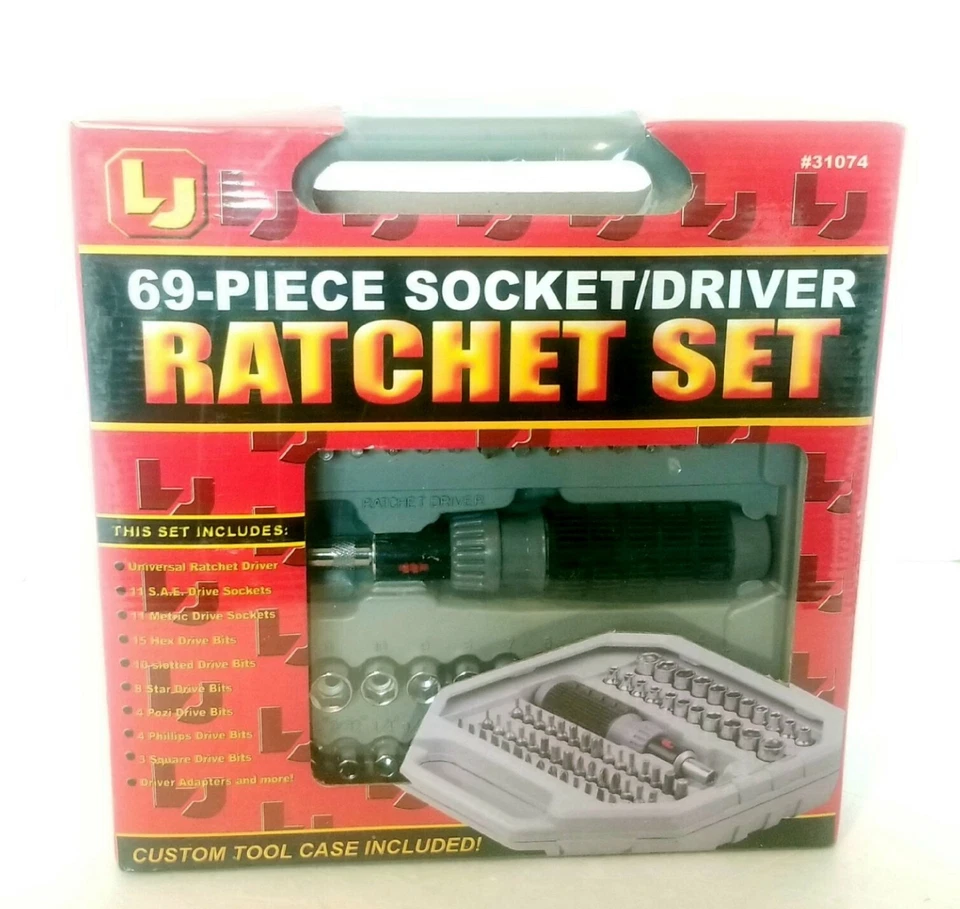 LJ
#31074
69-PIECE SOCKET/DRIVER
RATCHET SET
RATCHET DRIVER
THIS SET INCLUDES:
• Universal Ratchet Driver
• 11 S.A.E. Drive Sockets
• 11 Metric Drive Sockets
• 15 Hex Drive Bits
• 10-slotted Drive Bits
• 8 Star Drive Bits
• 4 Pozi Drive Bits
• 4 Phillips Drive Bits
• 3 Square Drive Bits
• Driver Adapters and more!
CUSTOM TOOL CASE INCLUDED!